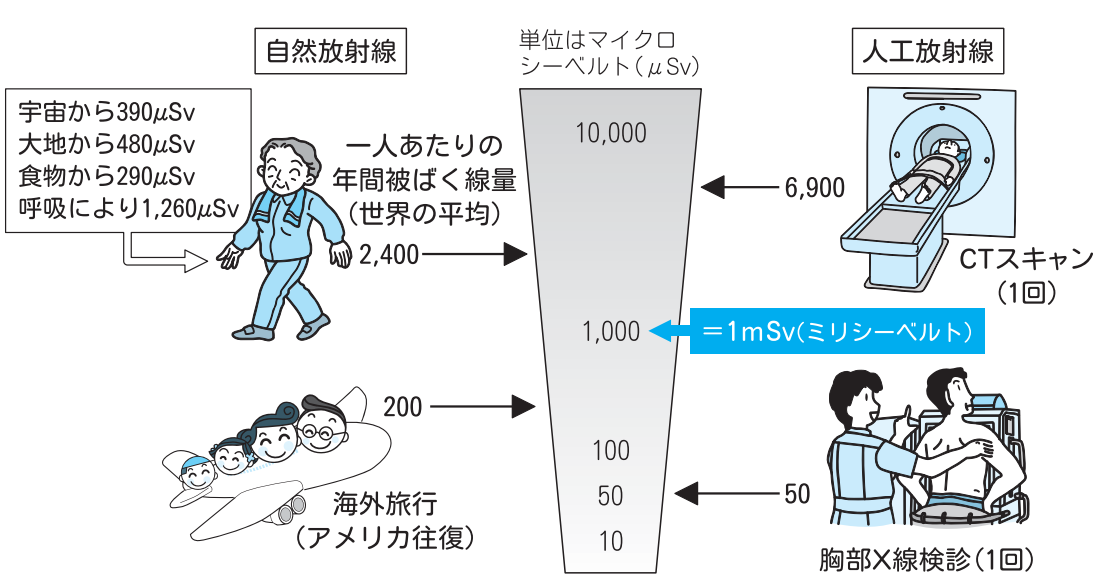 自然放射線
単位はマイクロ
シーベルト(μSv)
人工放射線
宇宙から390μSv
大地から480μSv
食物から290μSv
呼吸により1,260μSv
一人あたりの
年間被ばく線量
(世界の平均)
2,400
10,000
6,900
CTスキャン
(1回)
1,000
=1mSv(ミリシーベルト)
200
海外旅行
(アメリカ往復)
100
50
10
50
胸部X線検診(1回)